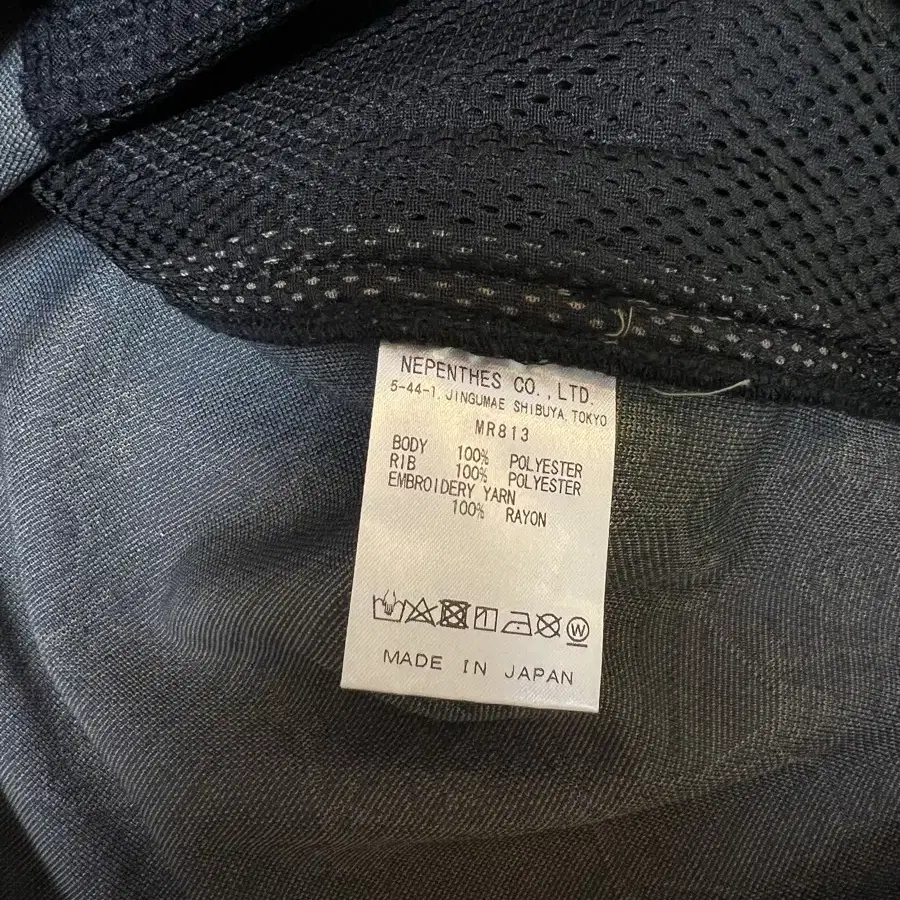 NEPENTHES CO.,LTD.
5-44-1, JINGUMAE SHIBUYA, TOKYO
MR813
BODY 100% POLYESTER
RIB 100% POLYESTER
EMBROIDERY YARN
100% RAYON
W
MADE IN JAPAN